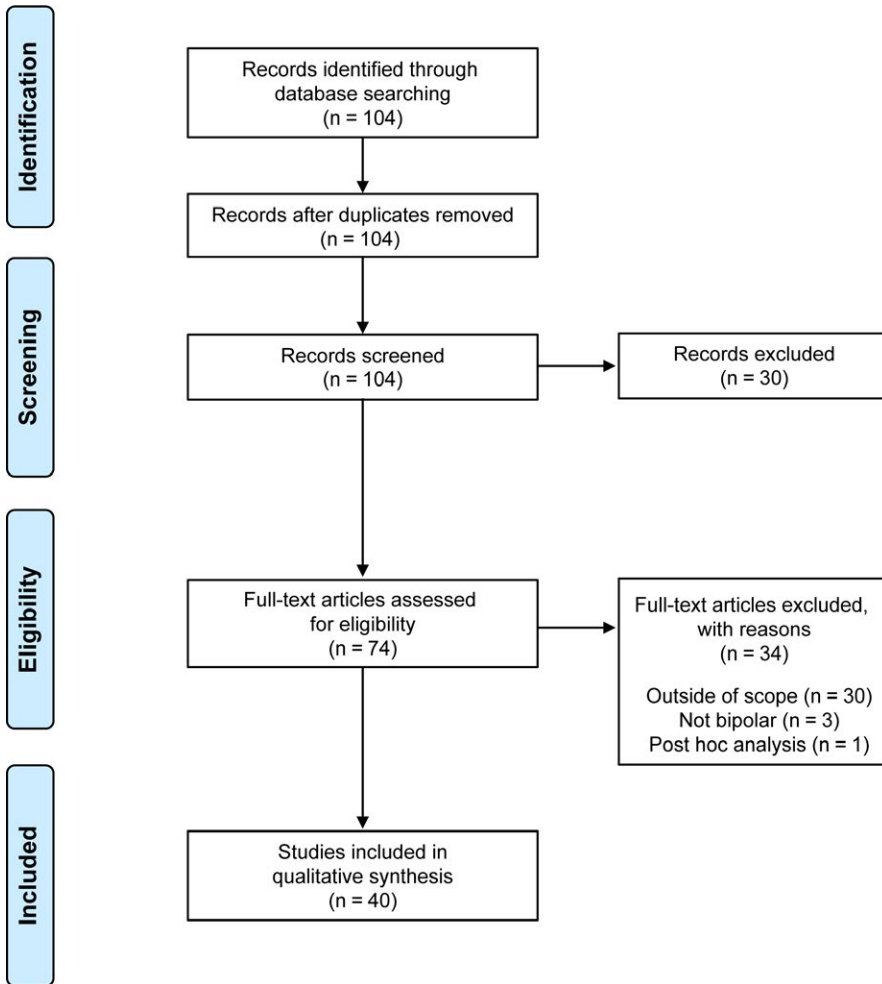 Identification
Records identified through
database searching
(n = 104)
Records after duplicates removed
(n = 104)
Screening
Records screened
(n = 104)
Records excluded
(n = 30)
Eligibility
Full-text articles assessed
for eligibility
(n = 74)
Full-text articles excluded,
with reasons
(n = 34)
Outside of scope (n = 30)
Not bipolar (n = 3)
Post hoc analysis (n = 1)
Included
Studies included in
qualitative synthesis
(n = 40)